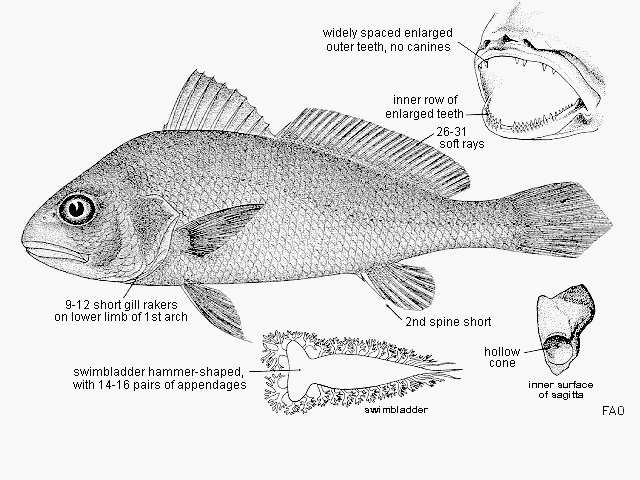 widely spaced enlarged
outer teeth, no canines
inner row of
enlarged teeth
26-31
soft rays
9-12 short gill rakers
on lower limb of 1st arch
2nd spine short
swimbladder hammer-shaped,
with 14-16 pairs of appendages
swimbladder
hollow
cone
inner surface
of sagitta
FAO